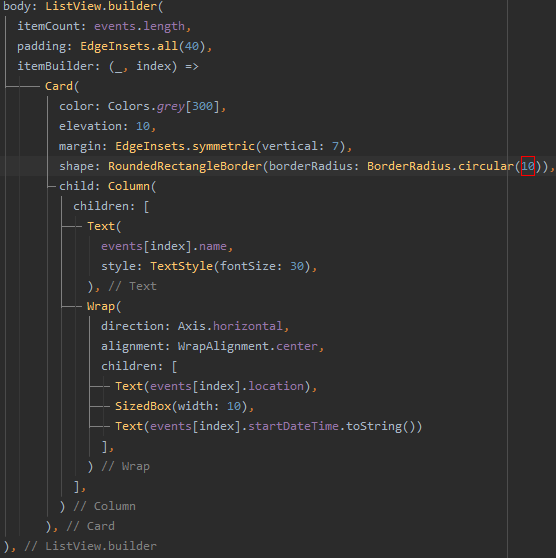 body: ListView.builder(
itemCount: events.length,
padding: EdgeInsets.all(40),
itemBuilder: (_, index) =>
Card(
color: Colors.grey[300],
elevation: 10,
margin: EdgeInsets.symmetric(vertical: 7),
shape: RoundedRectangleBorder(borderRadius: BorderRadius.circular(10)),
child: Column(
children: [
Text(
events[index].name,
style: TextStyle(fontSize: 30),
), // Text
Wrap(
direction: Axis.horizontal,
alignment: WrapAlignment.center,
children: [
Text(events[index].location),
SizedBox(width: 10),
Text(events[index].startDateTime.toString())
],
) // Wrap
],
) // Column
), // Card
), // ListView.builder